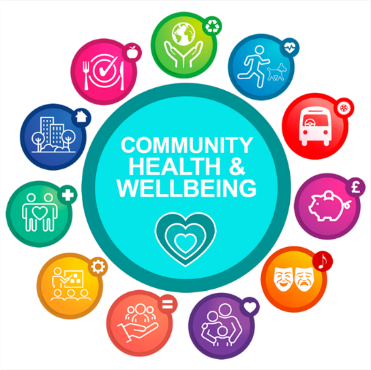 COMMUNITY
HEALTH &
WELLBEING
£